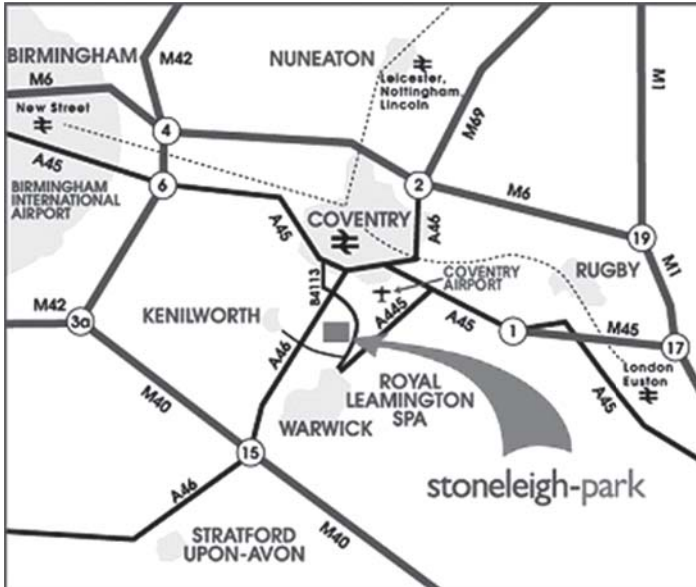 BIRMINGHAM
M42
NUNEATON
M6
New Street
4
Leicester,
Nottingham,
Lincoln
M69
M1
A45
BIRMINGHAM
INTERNATIONAL
AIRPORT
6
2
M6
A45
COVENTRY
A46
19
M1
B4113
COVENTRY
AIRPORT
RUGBY
M42
3a
KENILWORTH
A445
A45
1
M45
17
A46
M40
ROYAL
LEAMINGTON
SPA
WARWICK
London
Euston
A45
15
A46
stoneleigh-park
STRATFORD
UPON-AVON
M40